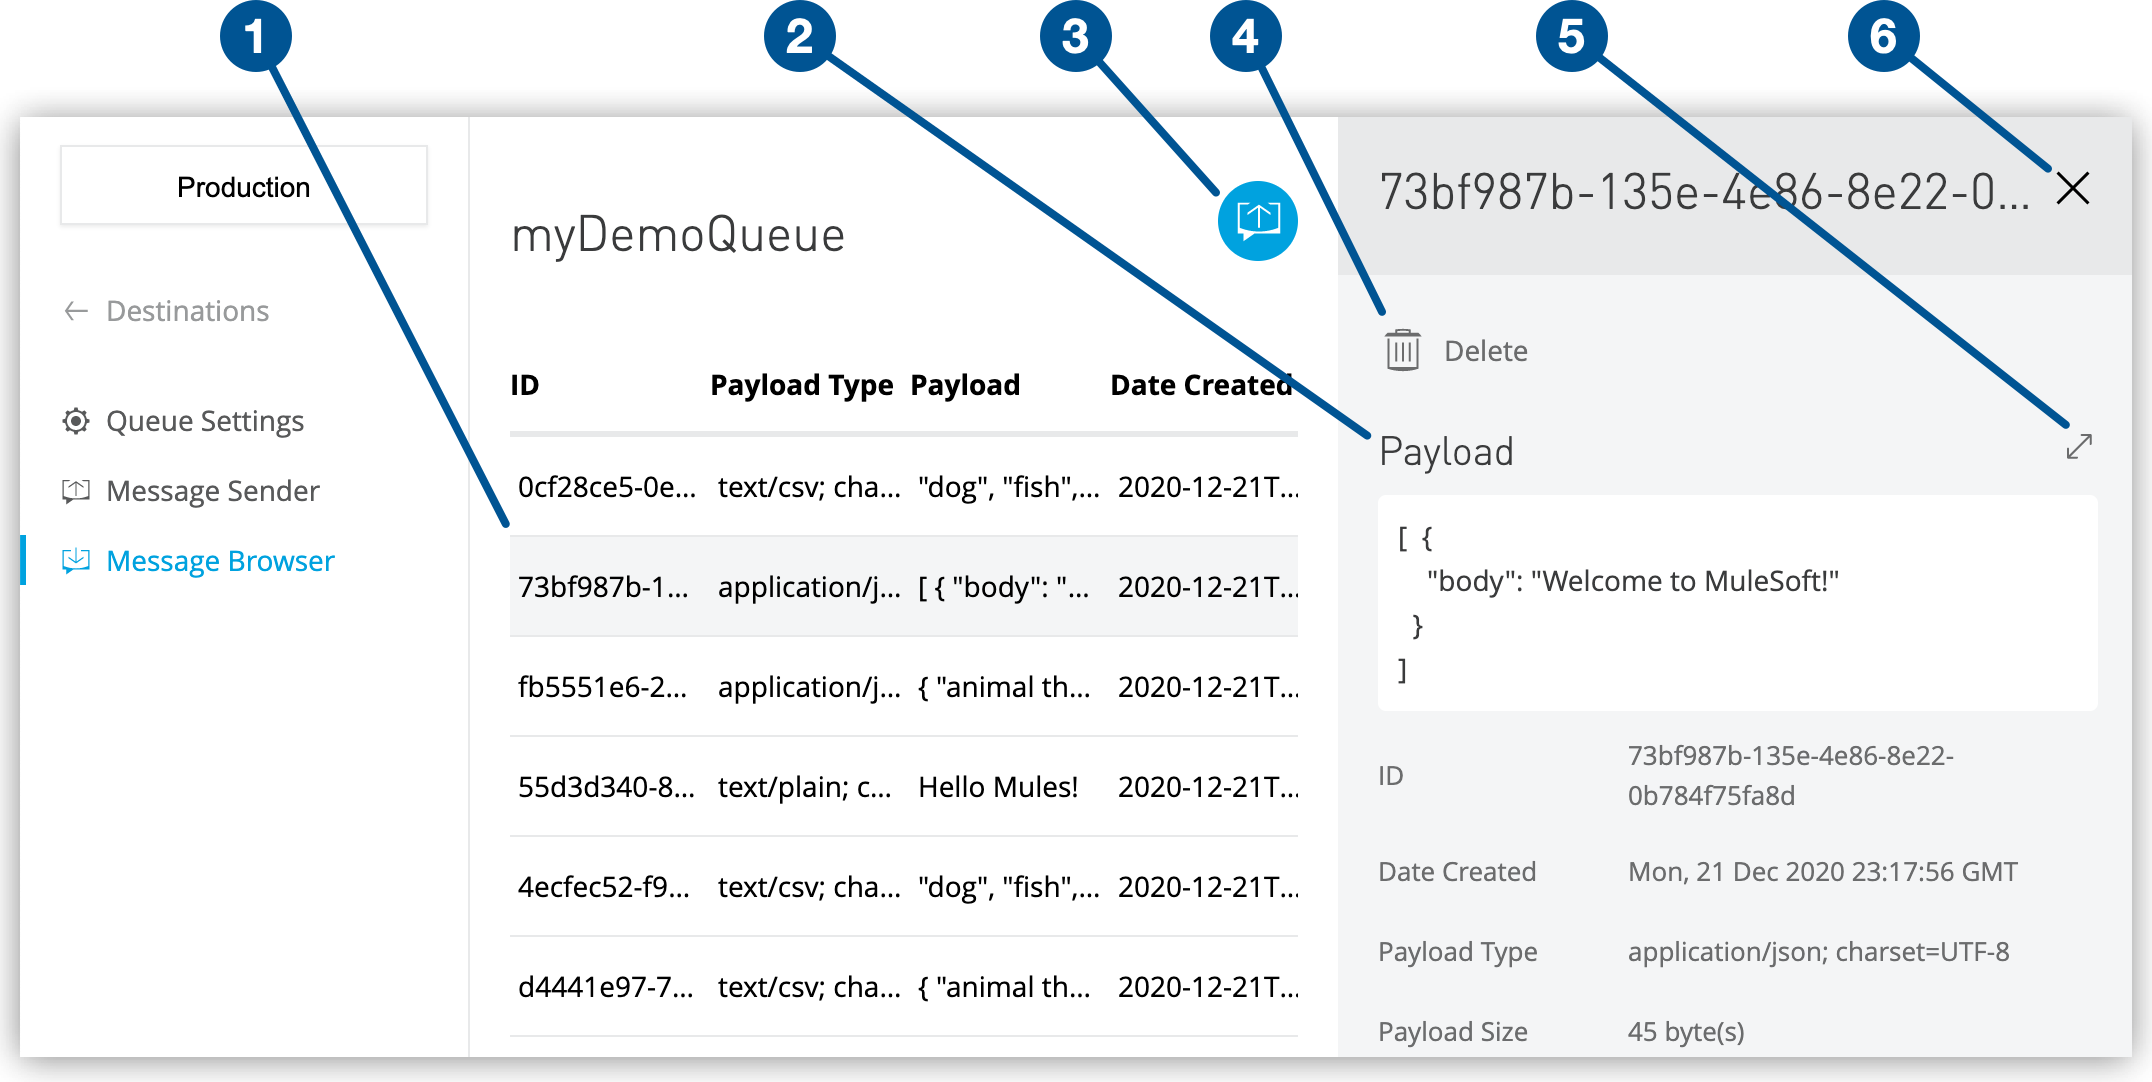 1 2 3 4 5 6
Production
Destinations
Queue Settings
Message Sender
Message Browser
myDemoQueue
ID Payload Type Payload Date Created
0cf28ce5-0e... text/csv; cha... "dog", "fish",... 2020-12-21T...
73bf987b-1... application/j... [ { "body": "... 2020-12-21T...
fb5551e6-2... application/j... { "animal th... 2020-12-21T...
55d3d340-8... text/plain; c... Hello Mules! 2020-12-21T...
4ecfec52-f9... text/csv; cha... "dog", "fish",... 2020-12-21T...
d4441e97-7... text/csv; cha... { "animal th... 2020-12-21T...
73bf987b-135e-4e86-8e22-0...
Delete
Payload
[ {
"body": "Welcome to MuleSoft!"
}
]
ID 73bf987b-135e-4e86-8e22-
0b784f75fa8d
Date Created Mon, 21 Dec 2020 23:17:56 GMT
Payload Type application/json; charset=UTF-8
Payload Size 45 byte(s)